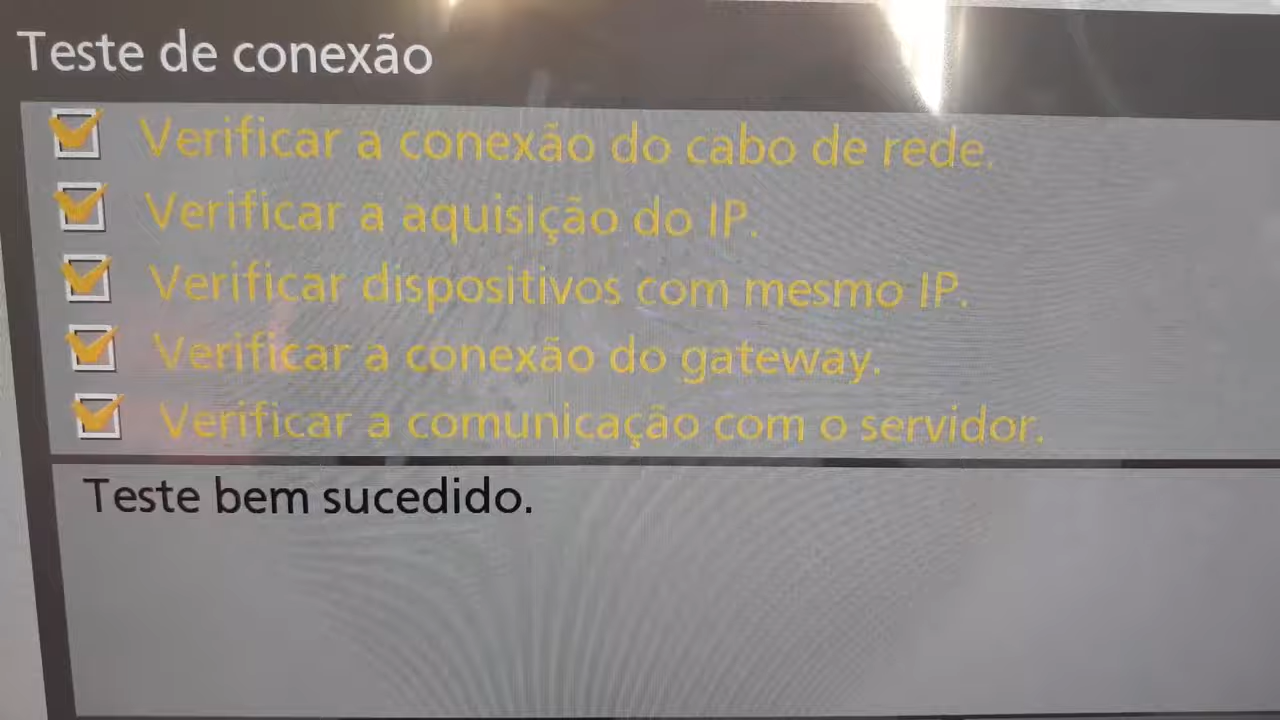 Teste de conexão
Verificar a conexão do cabo de rede.
Verificar a aquisição do IP.
Verificar dispositivos com mesmo IP.
Verificar a conexão do gateway.
Verificar a comunicação com o servidor.
Teste bem sucedido.